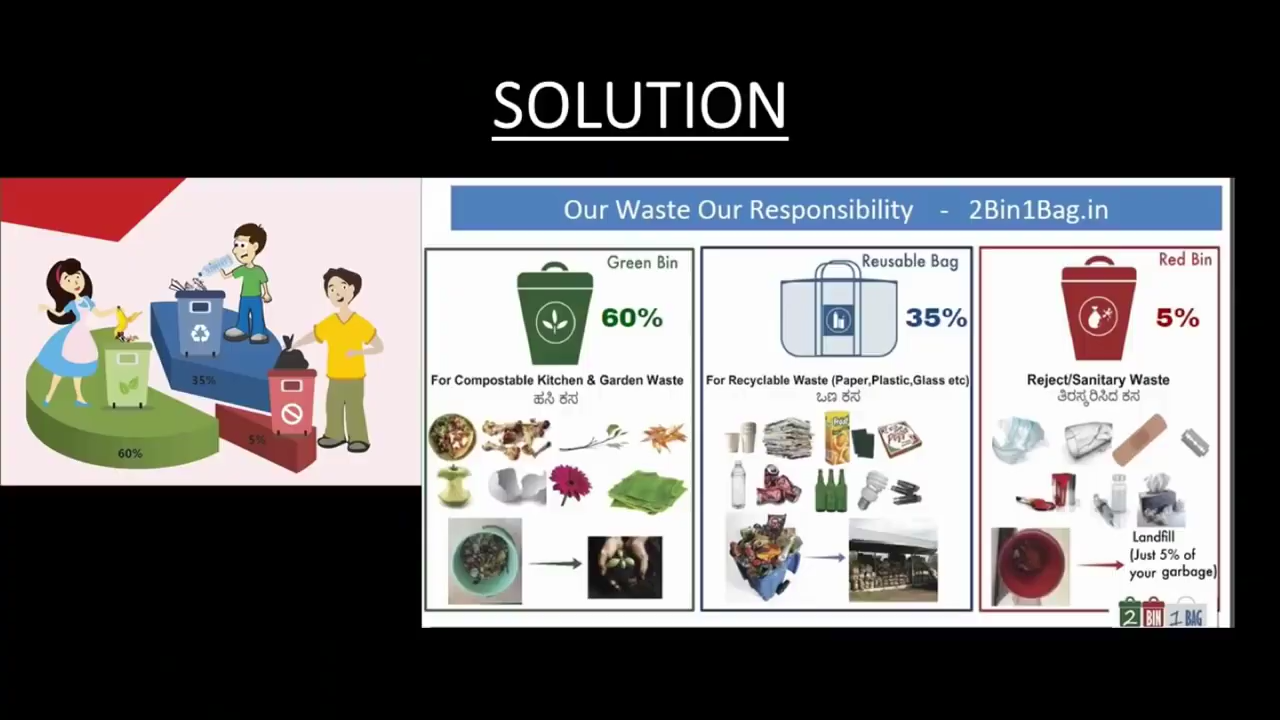 SOLUTION
Our Waste Our Responsibility - 2Bin1Bag.in
35%
5%
60%
Green Bin
60%
For Compostable Kitchen & Garden Waste
ಹಸಿ ಕಸ
Reusable Bag
35%
For Recyclable Waste (Paper,Plastic,Glass etc)
ಒಣ ಕಸ
Red Bin
5%
Reject/Sanitary Waste
ತಿರಸ್ಕರಿಸಿದ ಕಸ
Landfill
(Just 5% of
your garbage)
2 BIN 1 BAG